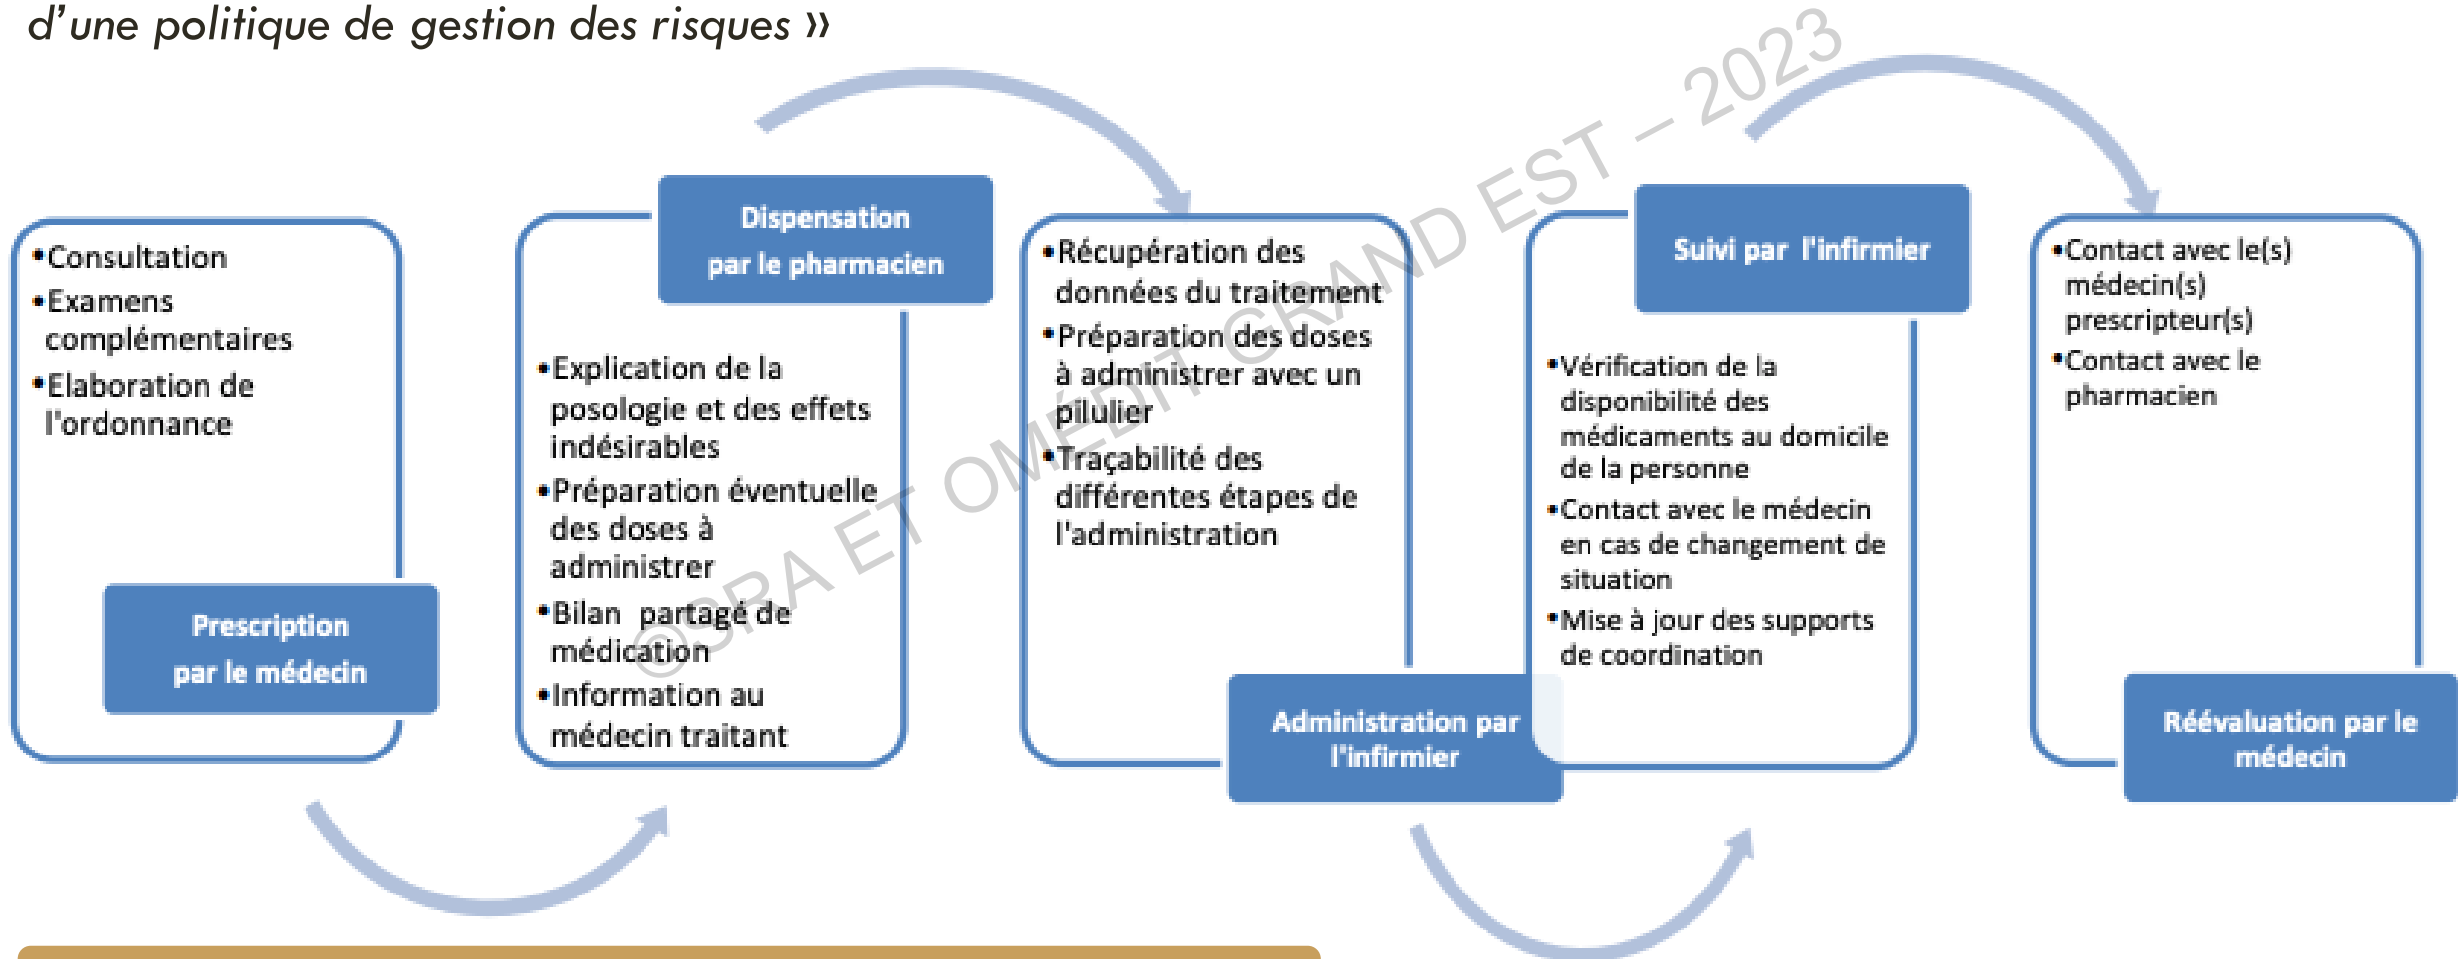 d'une politique de gestion des risques »
•Consultation
•Examens
complémentaires
•Elaboration de
l'ordonnance
Prescription
par le médecin
Dispensation
par le pharmacien
•Explication de la
posologie et des effets
indésirables
•Préparation éventuelle
des doses à
administrer
•Bilan partagé de
médication
•Information au
médecin traitant
•Récupération des
données du traitement
•Préparation des doses
à administrer avec un
pilulier
•Traçabilité des
différentes étapes de
l'administration
Administration par
l'infirmier
Suivi par l'infirmier
•Vérification de la
disponibilité des
médicaments au domicile
de la personne
•Contact avec le médecin
en cas de changement de
situation
•Mise à jour des supports
de coordination
•Contact avec le(s)
médecin(s)
prescripteur(s)
•Contact avec le
pharmacien
Réévaluation par le
médecin
©SRA ET OMÉDIT GRAND EST – 2023